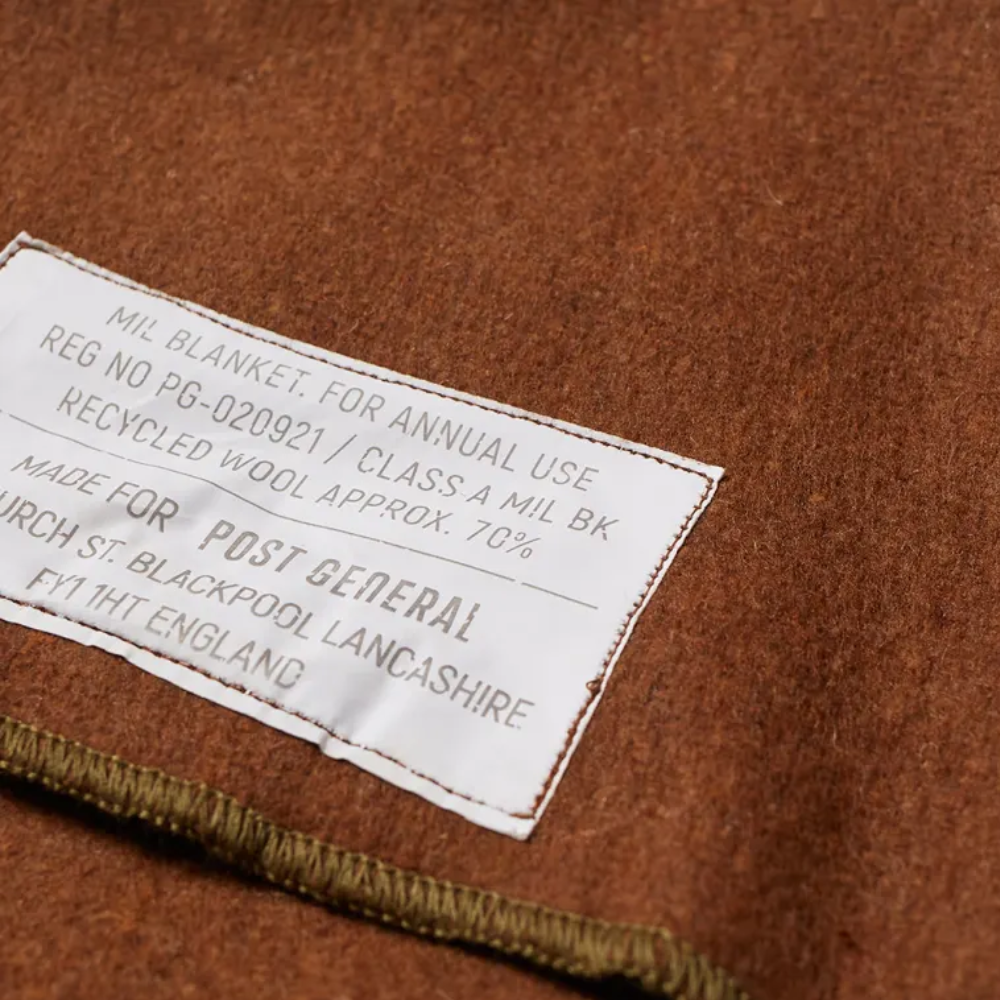 MIL BLANKET. FOR ANNUAL USE
REG NO PG-020921 / CLASS A MIL BK
RECYCLED WOOL APPROX. 70%
MADE FOR POST GENERAL
URCH ST. BLACKPOOL LANCASHIRE
FY1 1HT ENGLAND